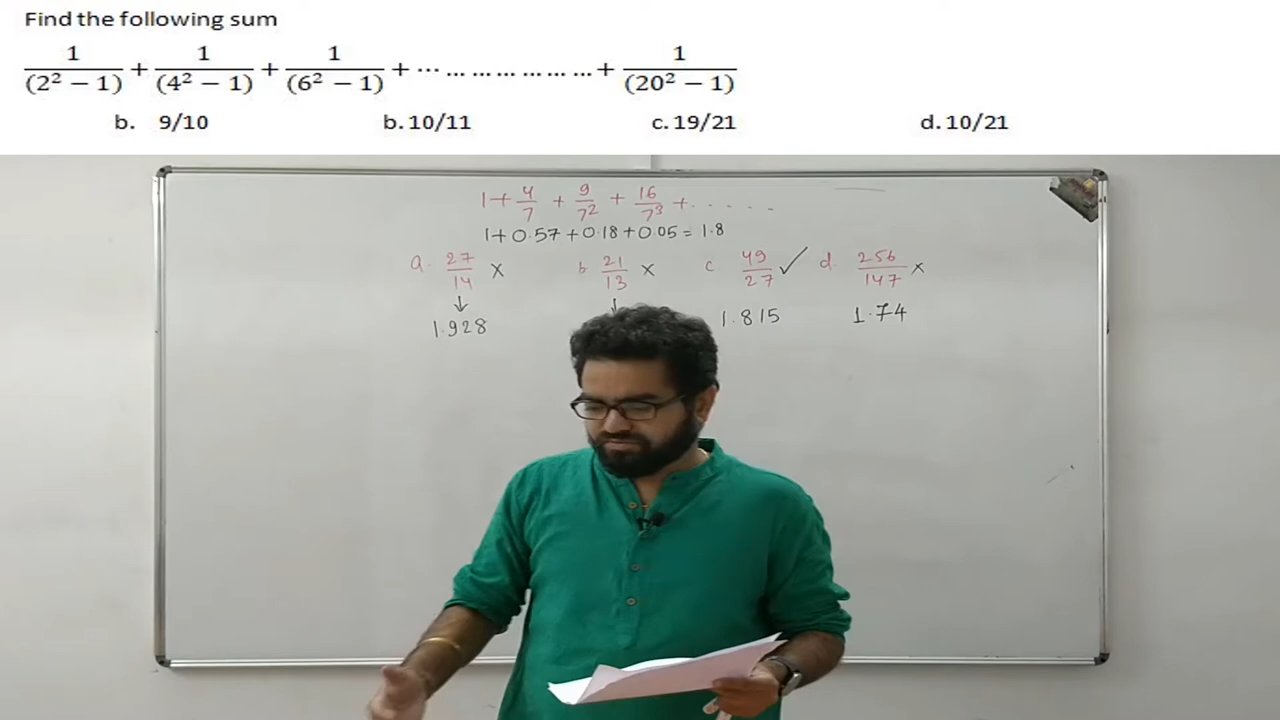 Find the following sum
1/(2² − 1) + 1/(4² − 1) + 1/(6² − 1) + ⋯ … … … … … … + 1/(20² − 1)
b. 9/10 b. 10/11 c. 19/21 d. 10/21
1 + 4/7 + 9/7² + 16/7³ + . . . . . .
1 + 0.57 + 0.18 + 0.05 = 1.8
a. 27/14 × b. 21/13 × c 49/27 ✓ d. 256/147 ×
↓ ↓
1.928 1.815 1.74